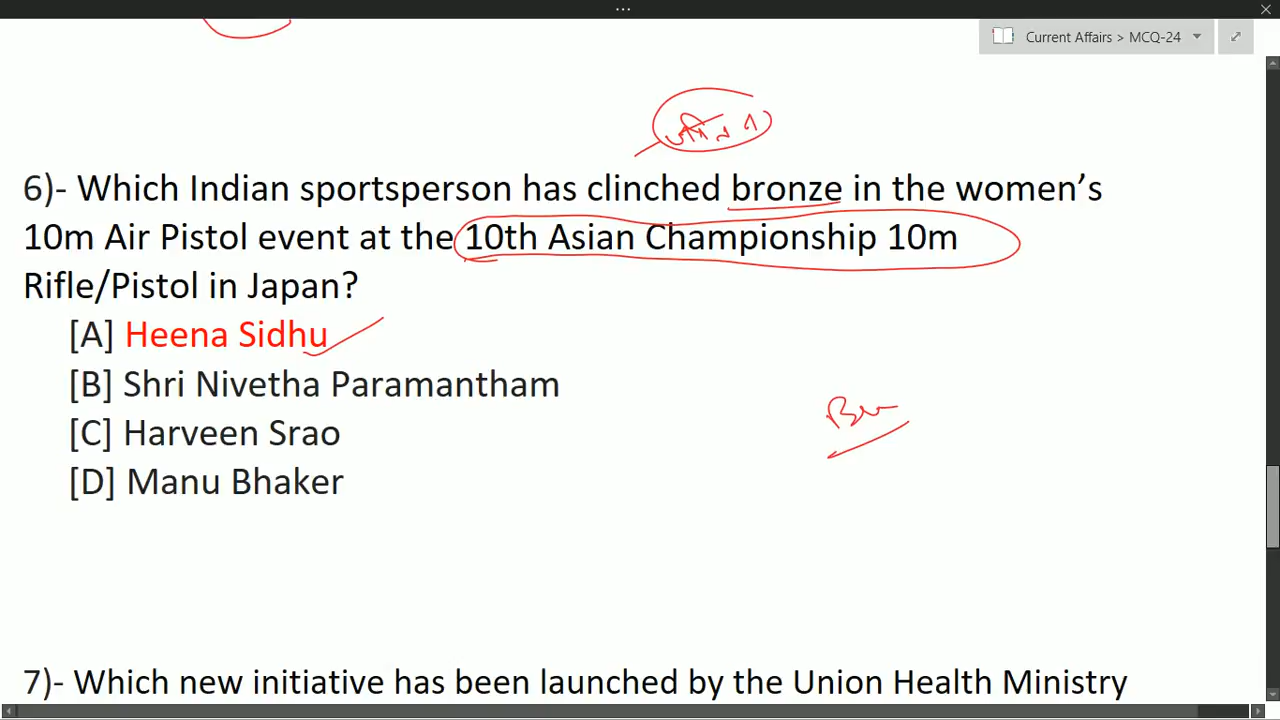 Current Affairs > MCQ-24
6)- Which Indian sportsperson has clinched bronze in the women’s
10m Air Pistol event at the 10th Asian Championship 10m
Rifle/Pistol in Japan?
[A] Heena Sidhu
[B] Shri Nivetha Paramantham
[C] Harveen Srao
[D] Manu Bhaker
7)- Which new initiative has been launched by the Union Health Ministry